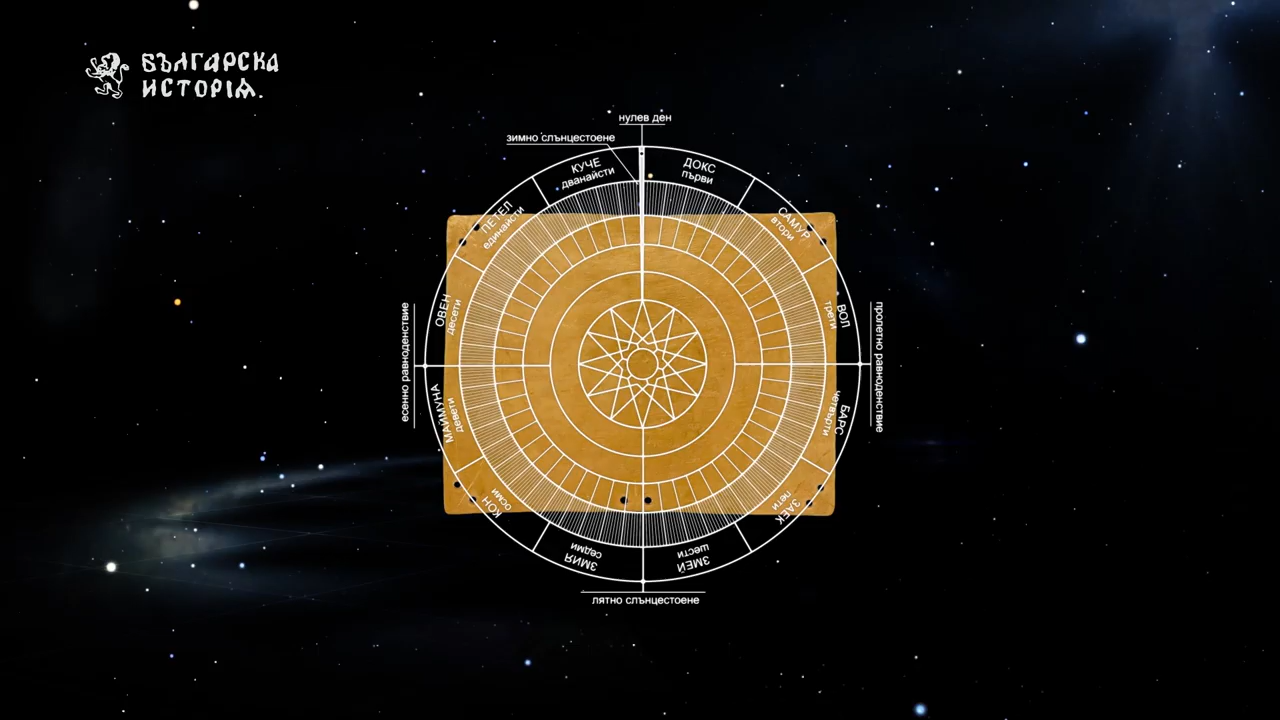 БЪЛГАРСКА
ИСТОРІѦ.
нулев ден
зимно слънцестоене
ДОКС
първи
САМУР
втори
ВОЛ
трети
пролетно равноденствие
БАРС
четвърти
ЗАЕК
пети
ЗМЕЙ
шести
ЗМИЯ
седми
КОН
осми
МАЙМУНА
девети
ОВЕН
десети
есенно равноденствие
ПЕТЕЛ
единайсти
КУЧЕ
дванайсти
лятно слънцестоене